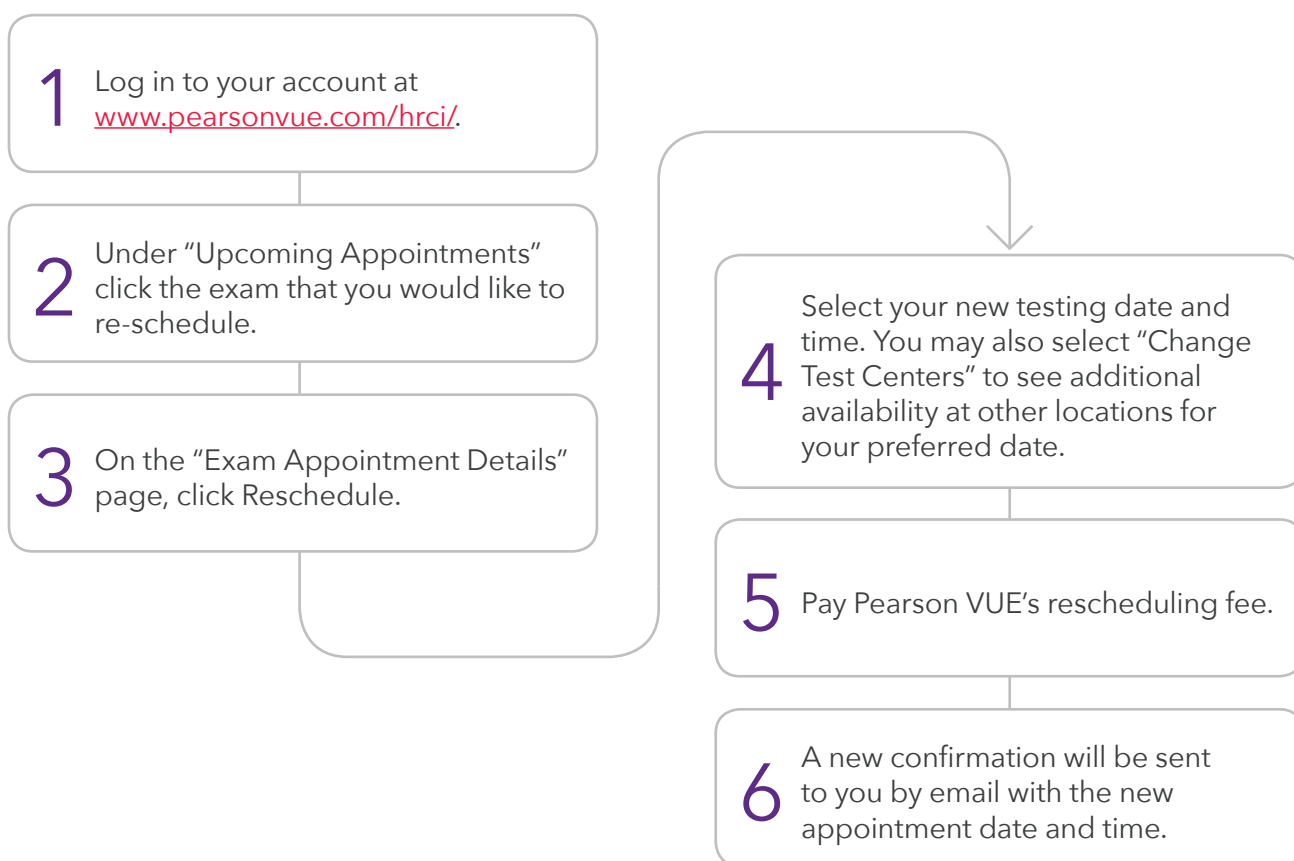 1
Log in to your account at
www.pearsonvue.com/hrci/.
2
Under “Upcoming Appointments”
click the exam that you would like to
re-schedule.
3
On the “Exam Appointment Details”
page, click Reschedule.
4
Select your new testing date and
time. You may also select “Change
Test Centers” to see additional
availability at other locations for
your preferred date.
5
Pay Pearson VUE’s rescheduling fee.
6
A new confirmation will be sent
to you by email with the new
appointment date and time.